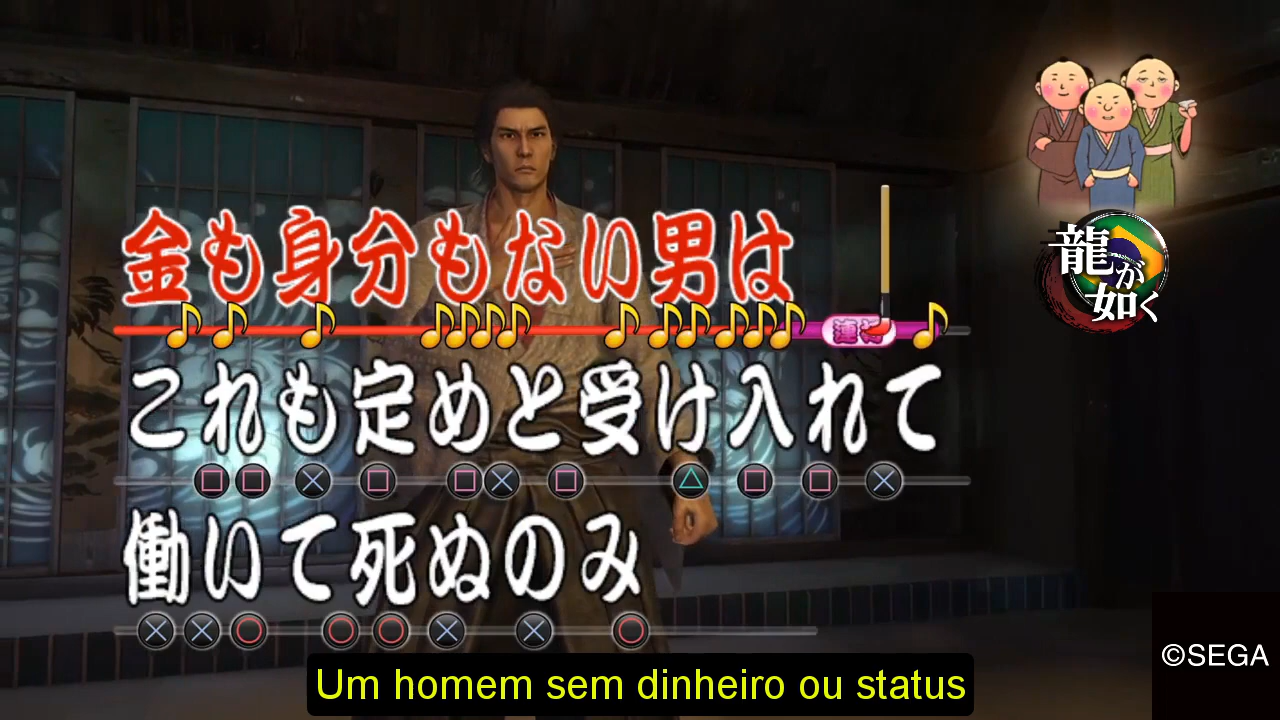 金も身分もない男は
龍が如く
連打
これも定めと受け入れて
働いて死ぬのみ
©SEGA
Um homem sem dinheiro ou status